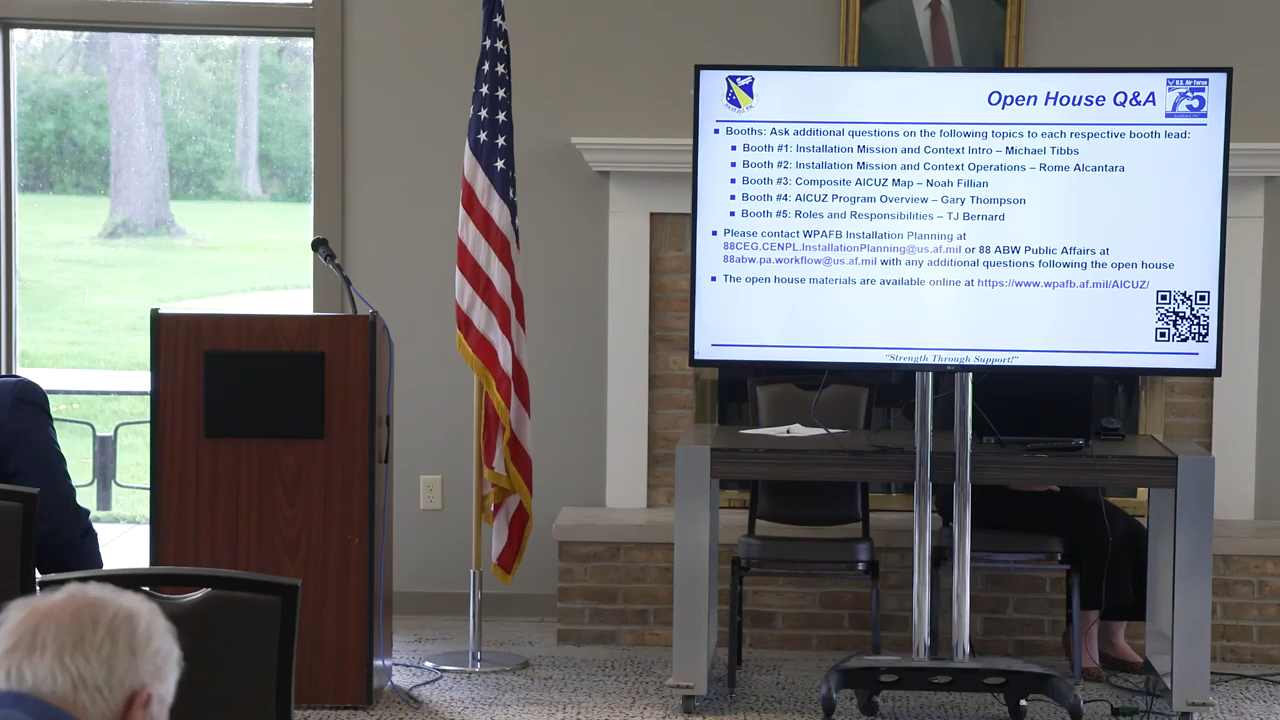 Open House Q&A
U.S. Air Force
75
Booths: Ask additional questions on the following topics to each respective booth lead:
Booth #1: Installation Mission and Context Intro – Michael Tibbs
Booth #2: Installation Mission and Context Operations – Rome Alcantara
Booth #3: Composite AICUZ Map – Noah Fillian
Booth #4: AICUZ Program Overview – Gary Thompson
Booth #5: Roles and Responsibilities – TJ Bernard
Please contact WPAFB Installation Planning at
88CEG.CENPL.InstallationPlanning@us.af.mil or 88 ABW Public Affairs at
88abw.pa.workflow@us.af.mil with any additional questions following the open house
The open house materials are available online at https://www.wpafb.af.mil/AICUZ/
"Strength Through Support!"